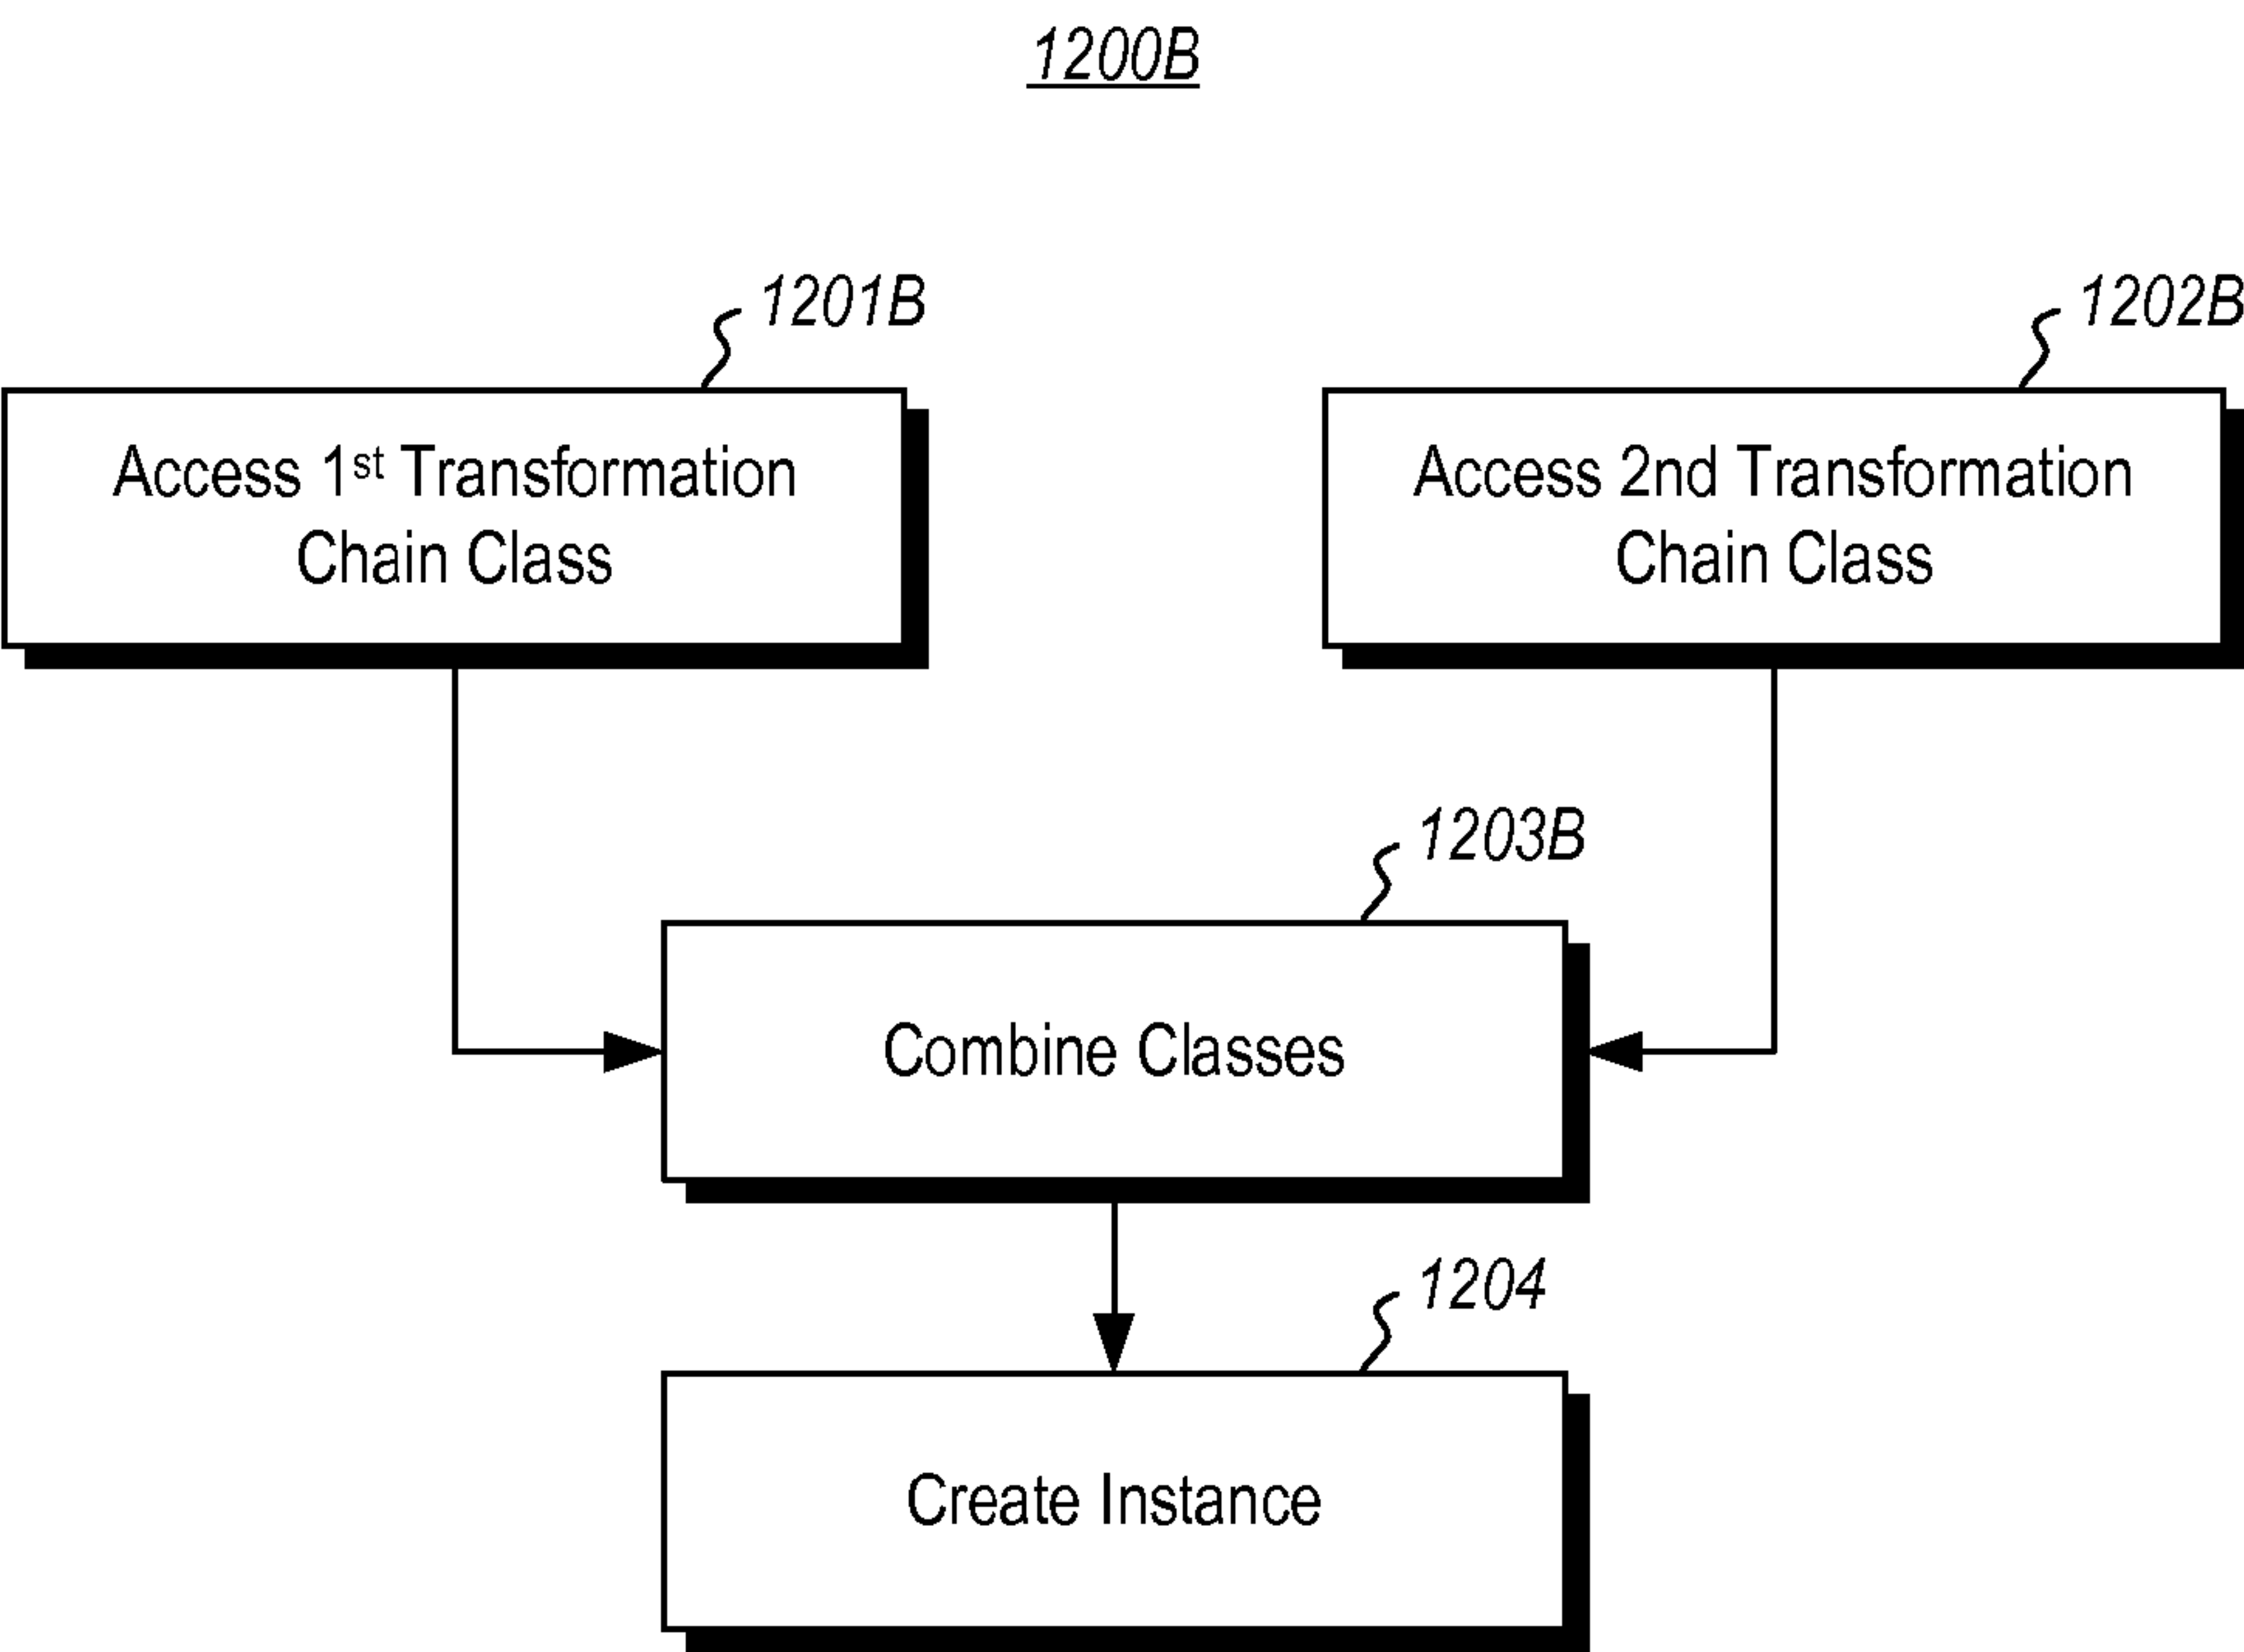 1200B
1201B
1202B
Access 1st Transformation
Chain Class
Access 2nd Transformation
Chain Class
1203B
Combine Classes
1204
Create Instance